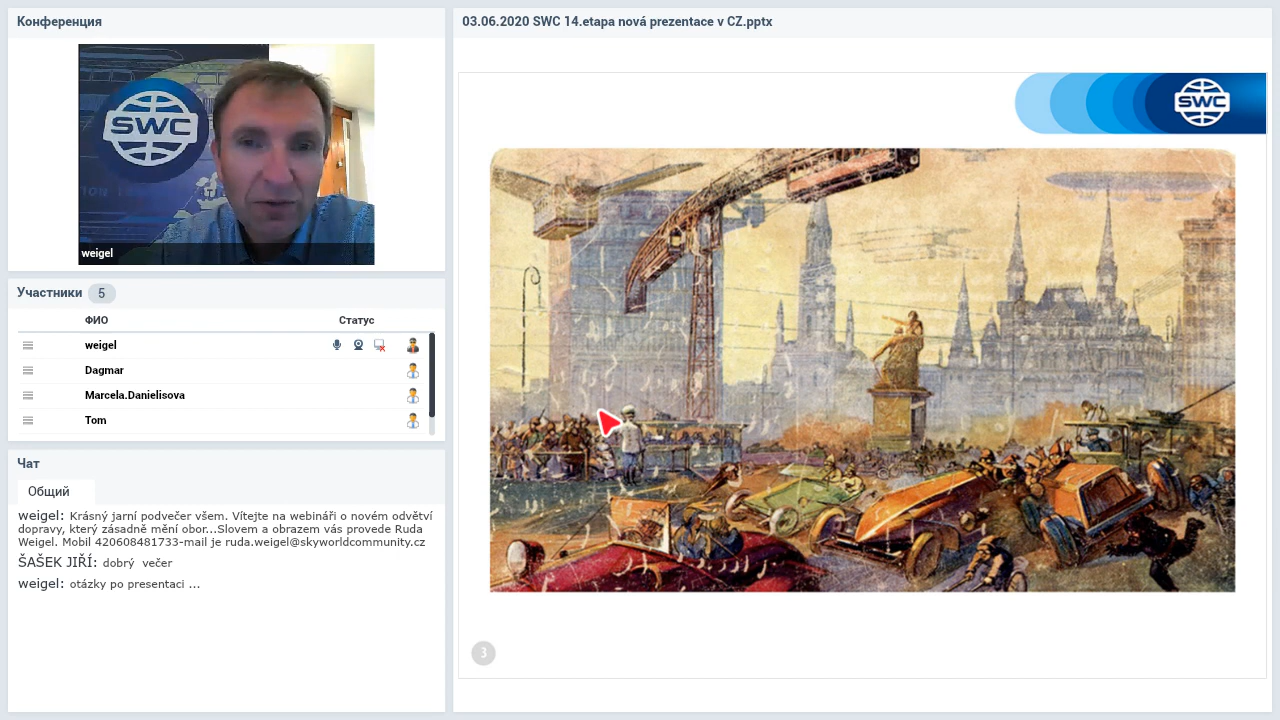 Конференция
SWC
weigel
Участники 5
ФИО Статус
weigel
Dagmar
Marcela.Danielisova
Tom
Чат
Общий
weigel: Krásný jarní podvečer všem. Vítejte na webináři o novém odvětví
dopravy, který zásadně mění obor...Slovem a obrazem vás provede Ruda
Weigel. Mobil 420608481733-mail je ruda.weigel@skyworldcommunity.cz
ŠAŠEK JIŘÍ: dobrý večer
weigel: otázky po presentaci ...
03.06.2020 SWC 14.etapa nová prezentace v CZ.pptx
SWC
3